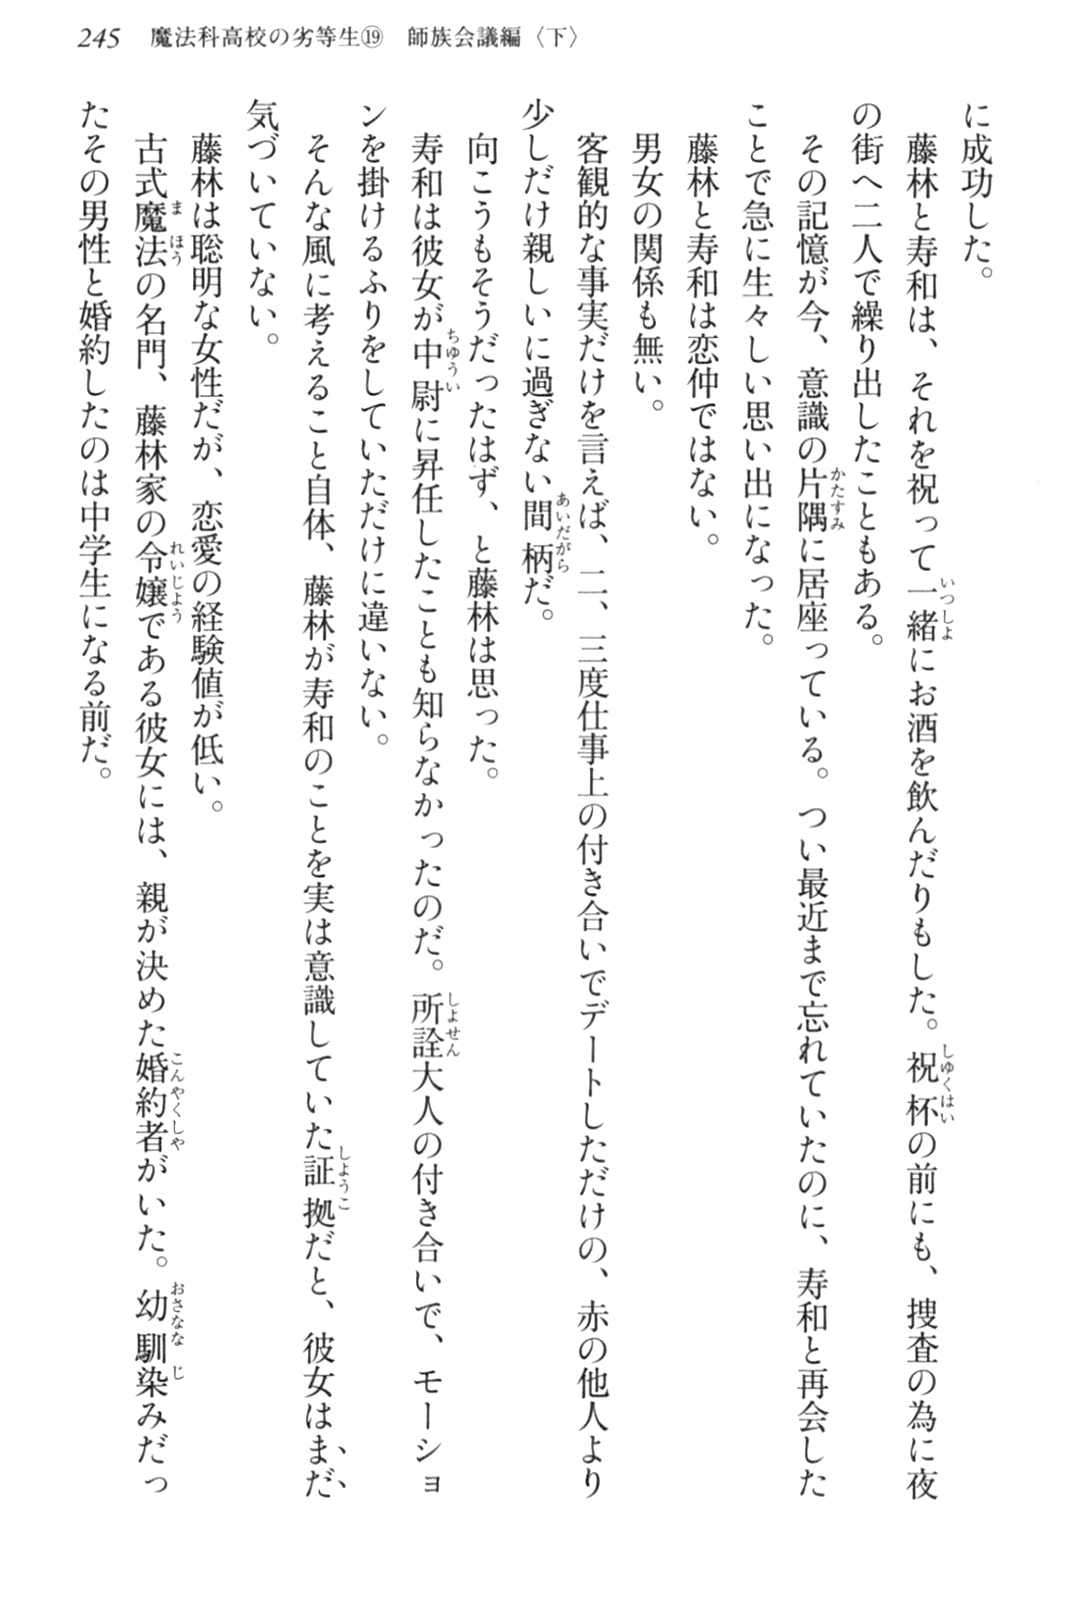 245　魔法科高校の劣等生⑲　師族会議編〈下〉
に成功した。
　藤林と寿和は、それを祝って一緒にお酒を飲んだりもした。祝杯の前にも、捜査の為に夜
の街へ二人で繰り出したこともある。
　その記憶が今、意識の片隅に居座っている。つい最近まで忘れていたのに、寿和と再会した
ことで急に生々しい思い出になった。
　藤林と寿和は恋仲ではない。
　男女の関係も無い。
　客観的な事実だけを言えば、二、三度仕事上の付き合いでデートしただけの、赤の他人より
少しだけ親しいに過ぎない間柄だ。
　向こうもそうだったはず、と藤林は思った。
　寿和は彼女が中尉に昇任したことも知らなかったのだ。所詮大人の付き合いで、モーショ
ンを掛けるふりをしていただけに違いない。
　そんな風に考えること自体、藤林が寿和のことを実は意識していた証拠だと、彼女はまだ
気づいていない。
　藤林は聡明な女性だが、恋愛の経験値が低い。
　古式魔法の名門、藤林家の令嬢である彼女には、親が決めた婚約者がいた。幼馴染みだっ
たその男性と婚約したのは中学生になる前だ。